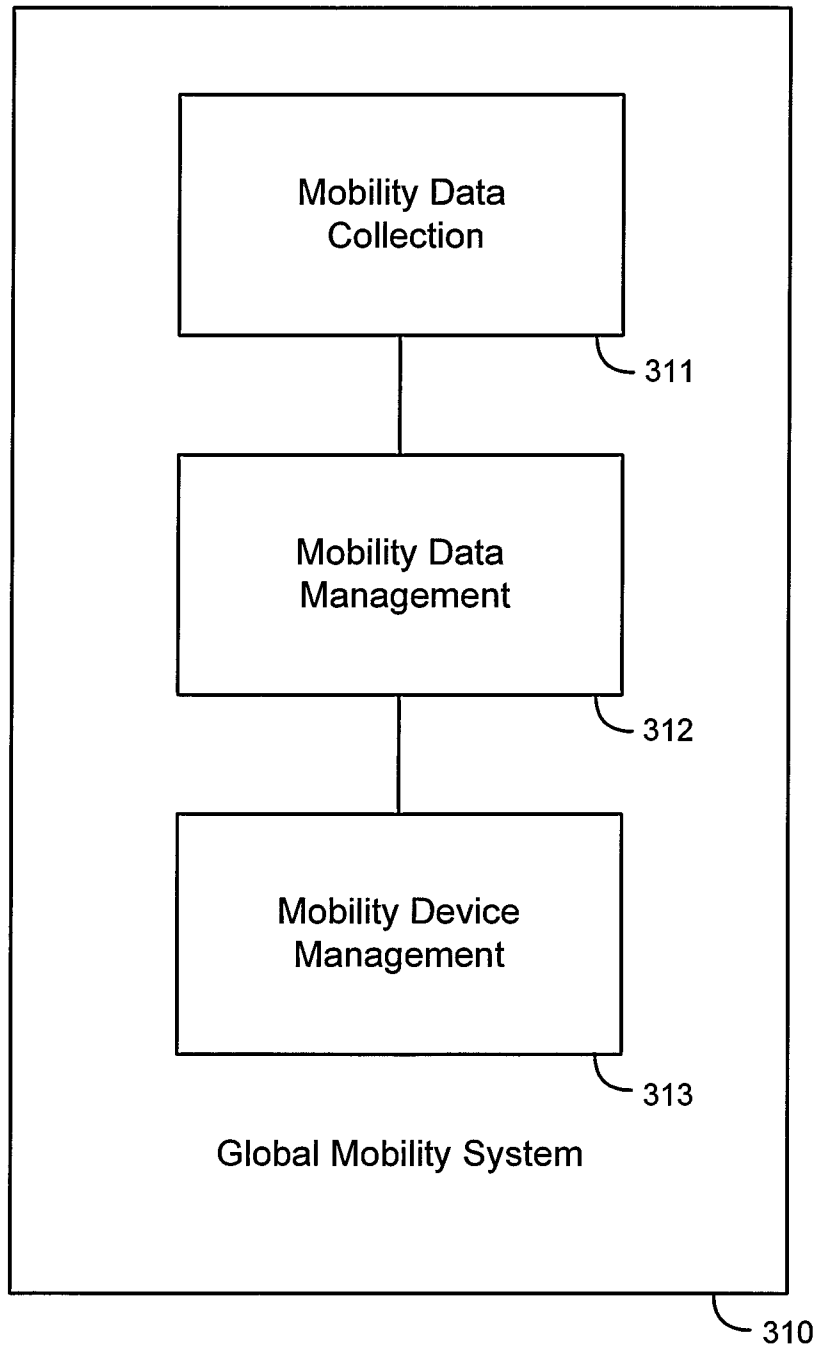 Mobility Data
Collection
311
Mobility Data
Management
312
Mobility Device
Management
313
Global Mobility System
310